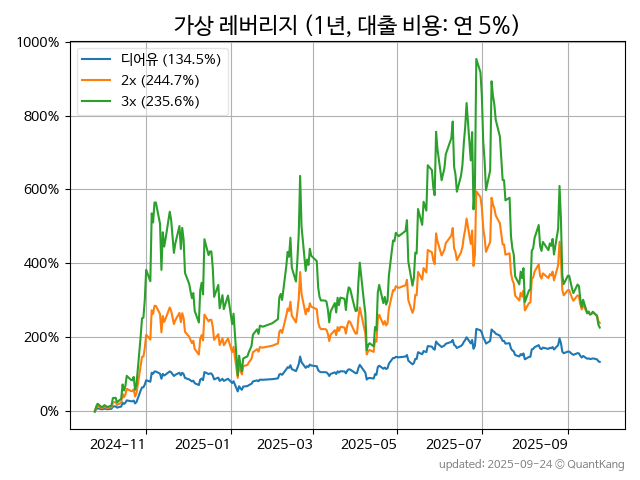 가상 레버리지 (1년, 대출 비용: 연 5%)
1000%
800%
600%
400%
200%
0%
디어유 (134.5%)
2x (244.7%)
3x (235.6%)
2024-11
2025-01
2025-03
2025-05
2025-07
2025-09
updated: 2025-09-24 © QuantKang